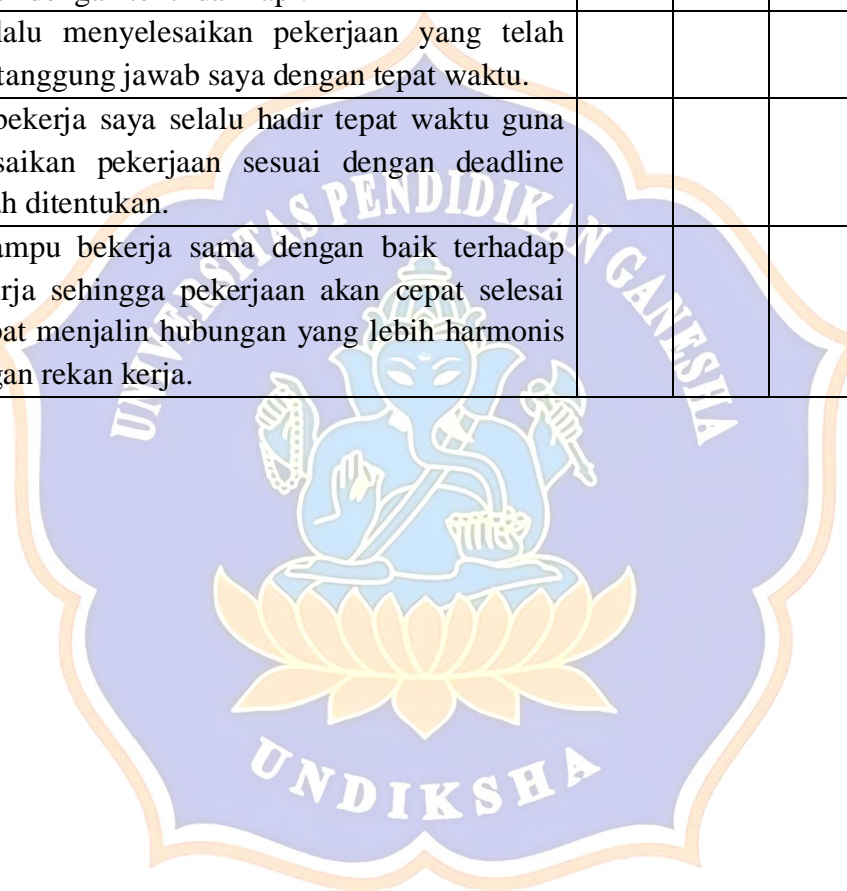 lalu menyelesaikan pekerjaan yang telah
tanggung jawab saya dengan tepat waktu.
bekerja saya selalu hadir tepat waktu guna
saikan pekerjaan sesuai dengan deadline
ah ditentukan.
ampu bekerja sama dengan baik terhadap
rja sehingga pekerjaan akan cepat selesai
pat menjalin hubungan yang lebih harmonis
gan rekan kerja.
UNIVERSITAS PENDIDIKAN GANESHA
UNDIKSHA